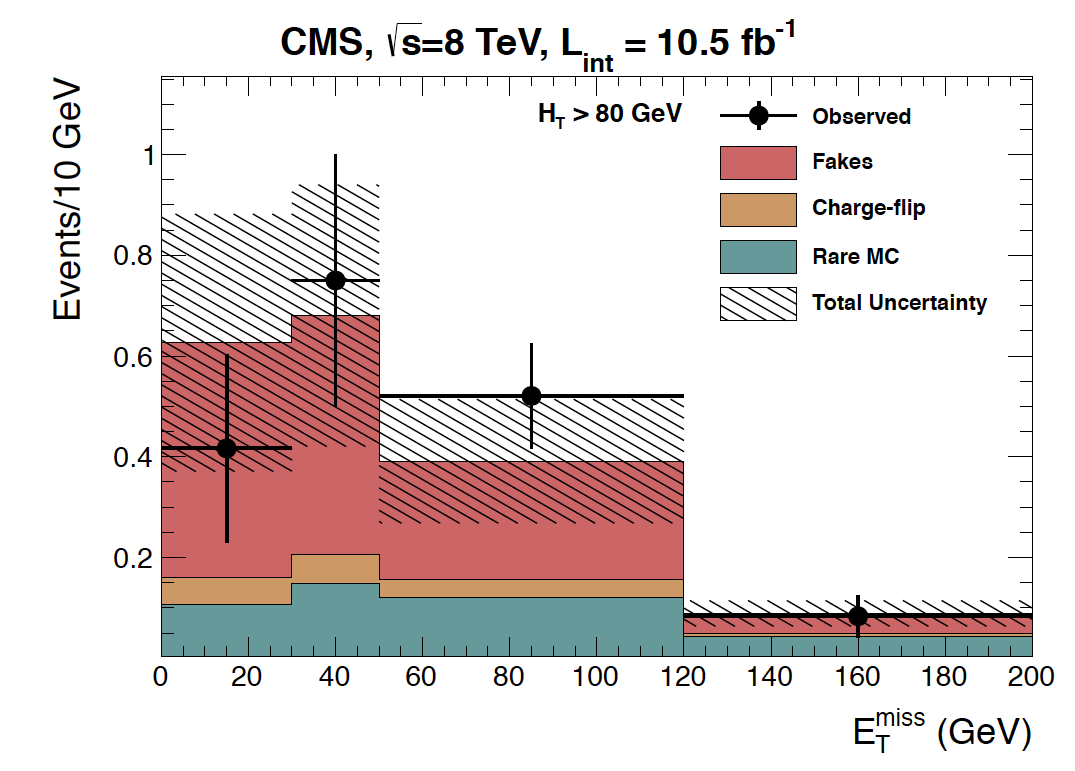 CMS, √s=8 TeV, L_int = 10.5 fb^-1
Events/10 GeV
H_T > 80 GeV
Observed
Fakes
Charge-flip
Rare MC
Total Uncertainty
1
0.8
0.6
0.4
0.2
0 20 40 60 80 100 120 140 160 180 200
E_T^miss (GeV)